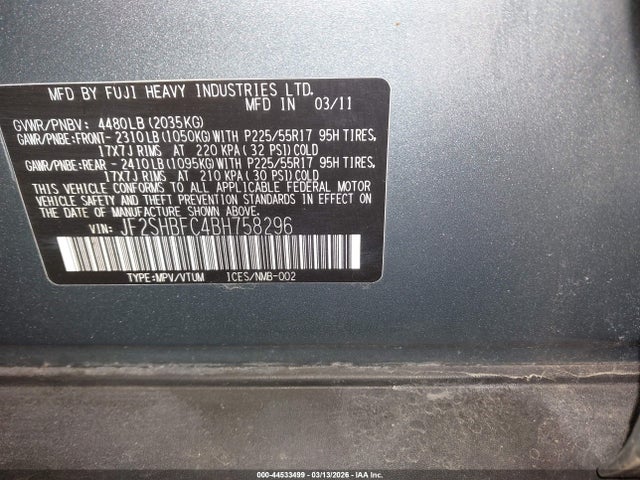 MFD BY FUJI HEAVY INDUSTRIES LTD.
MFD IN 03/11
GVWR/PNBV: 4480LB (2035KG)
GAWR/PNBE:FRONT- 2310LB (1050KG) WITH P225/55R17 95H TIRES,
17X7J RIMS AT 220 KPA (32 PSI) COLD
GAWR/PNBE:REAR - 2410LB (1095KG) WITH P225/55R17 95H TIRES,
17X7J RIMS AT 210 KPA (30 PSI) COLD
THIS VEHICLE CONFORMS TO ALL APPLICABLE FEDERAL MOTOR
VEHICLE SAFETY AND THEFT PREVENTION STANDARDS IN EFFECT
ON THE DATE OF MANUFACTURE SHOWN ABOVE.
VIN: JF2SHBFC4BH758296
TYPE:MPV/VTUM ICES/NMB-002
000-44533499 - 03/13/2026 - IAA Inc.